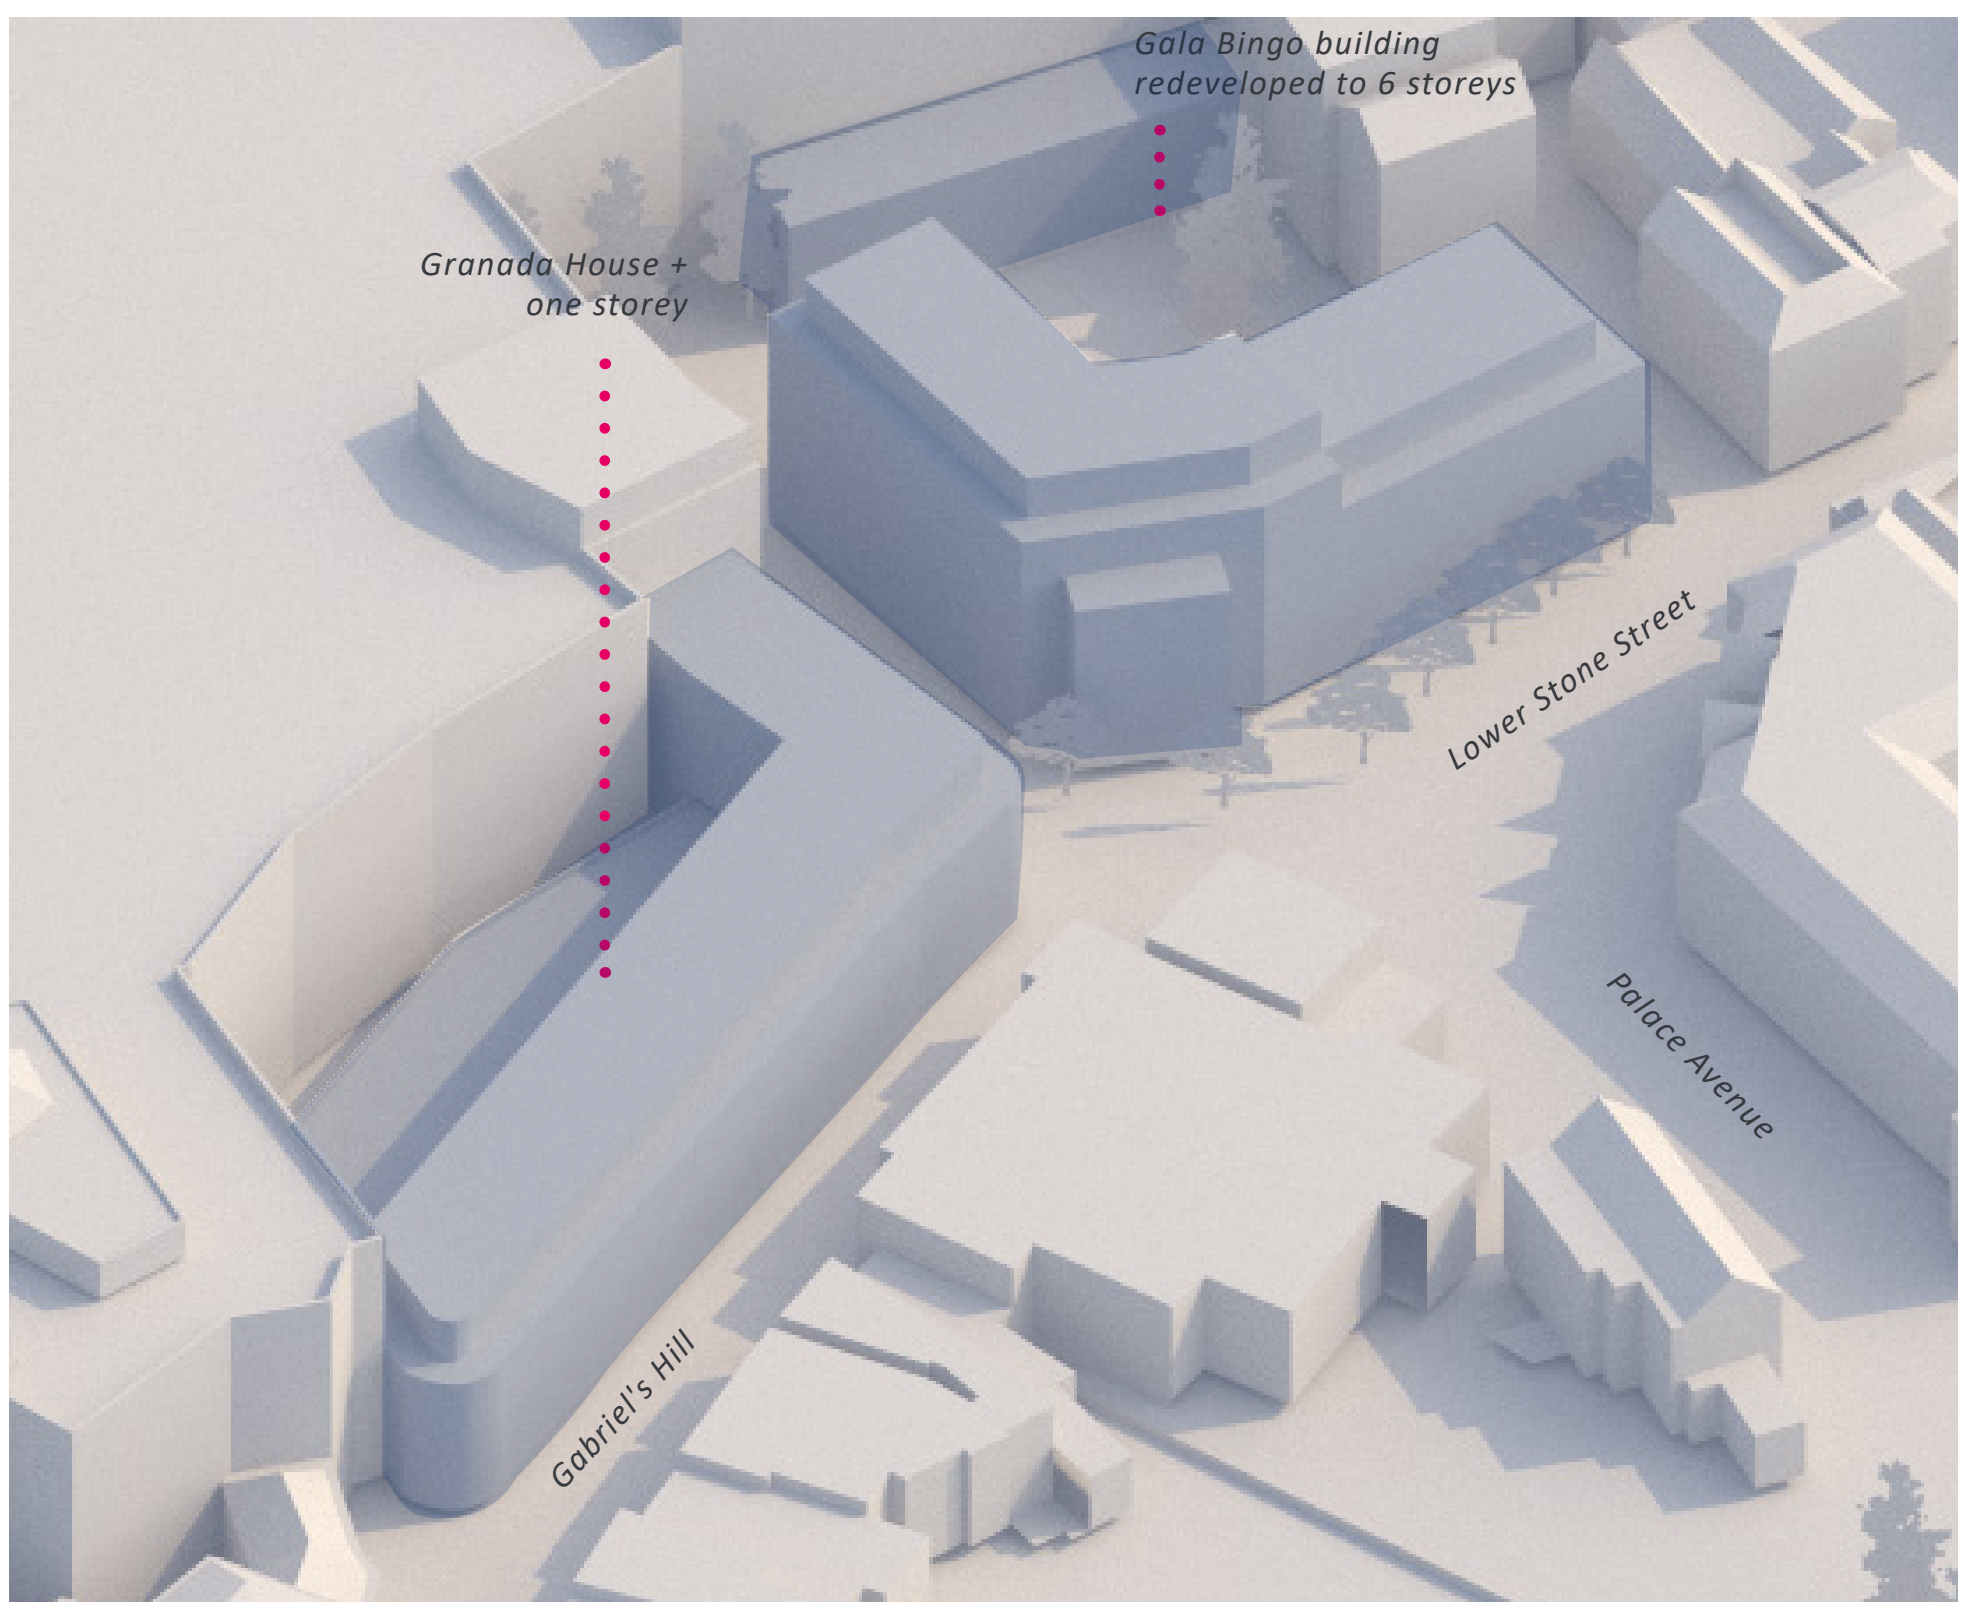 Gala Bingo building
redeveloped to 6 storeys
Granada House +
one storey
Lower Stone Street
Palace Avenue
Gabriel's Hill